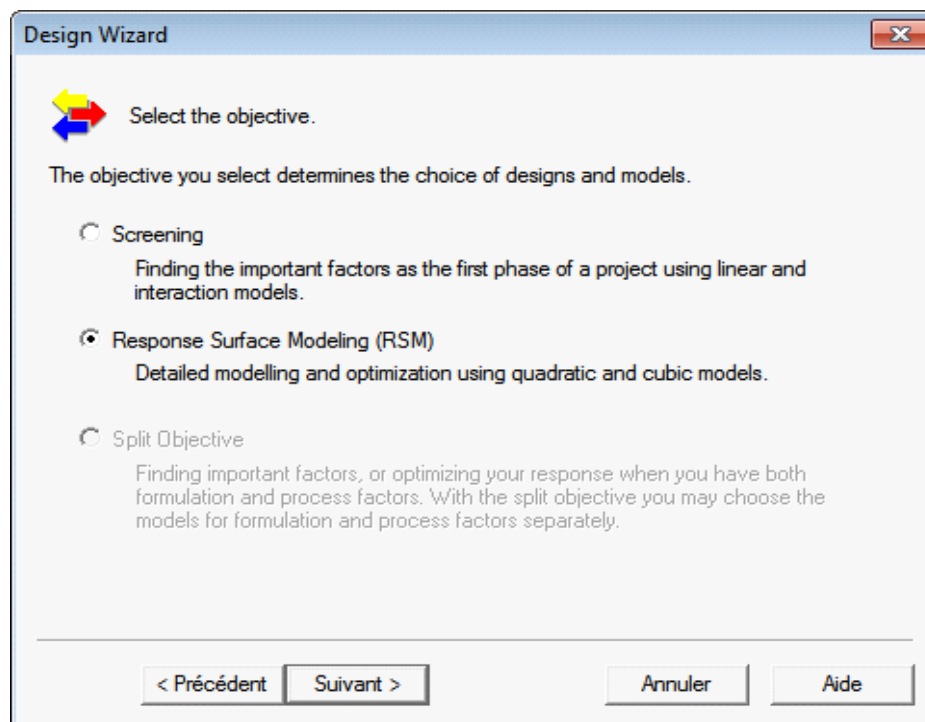 Design Wizard
Select the objective.
The objective you select determines the choice of designs and models.
Screening
Finding the important factors as the first phase of a project using linear and
interaction models.
Response Surface Modeling (RSM)
Detailed modelling and optimization using quadratic and cubic models.
Split Objective
Finding important factors, or optimizing your response when you have both
formulation and process factors. With the split objective you may choose the
models for formulation and process factors separately.
< Précédent Suivant > Annuler Aide